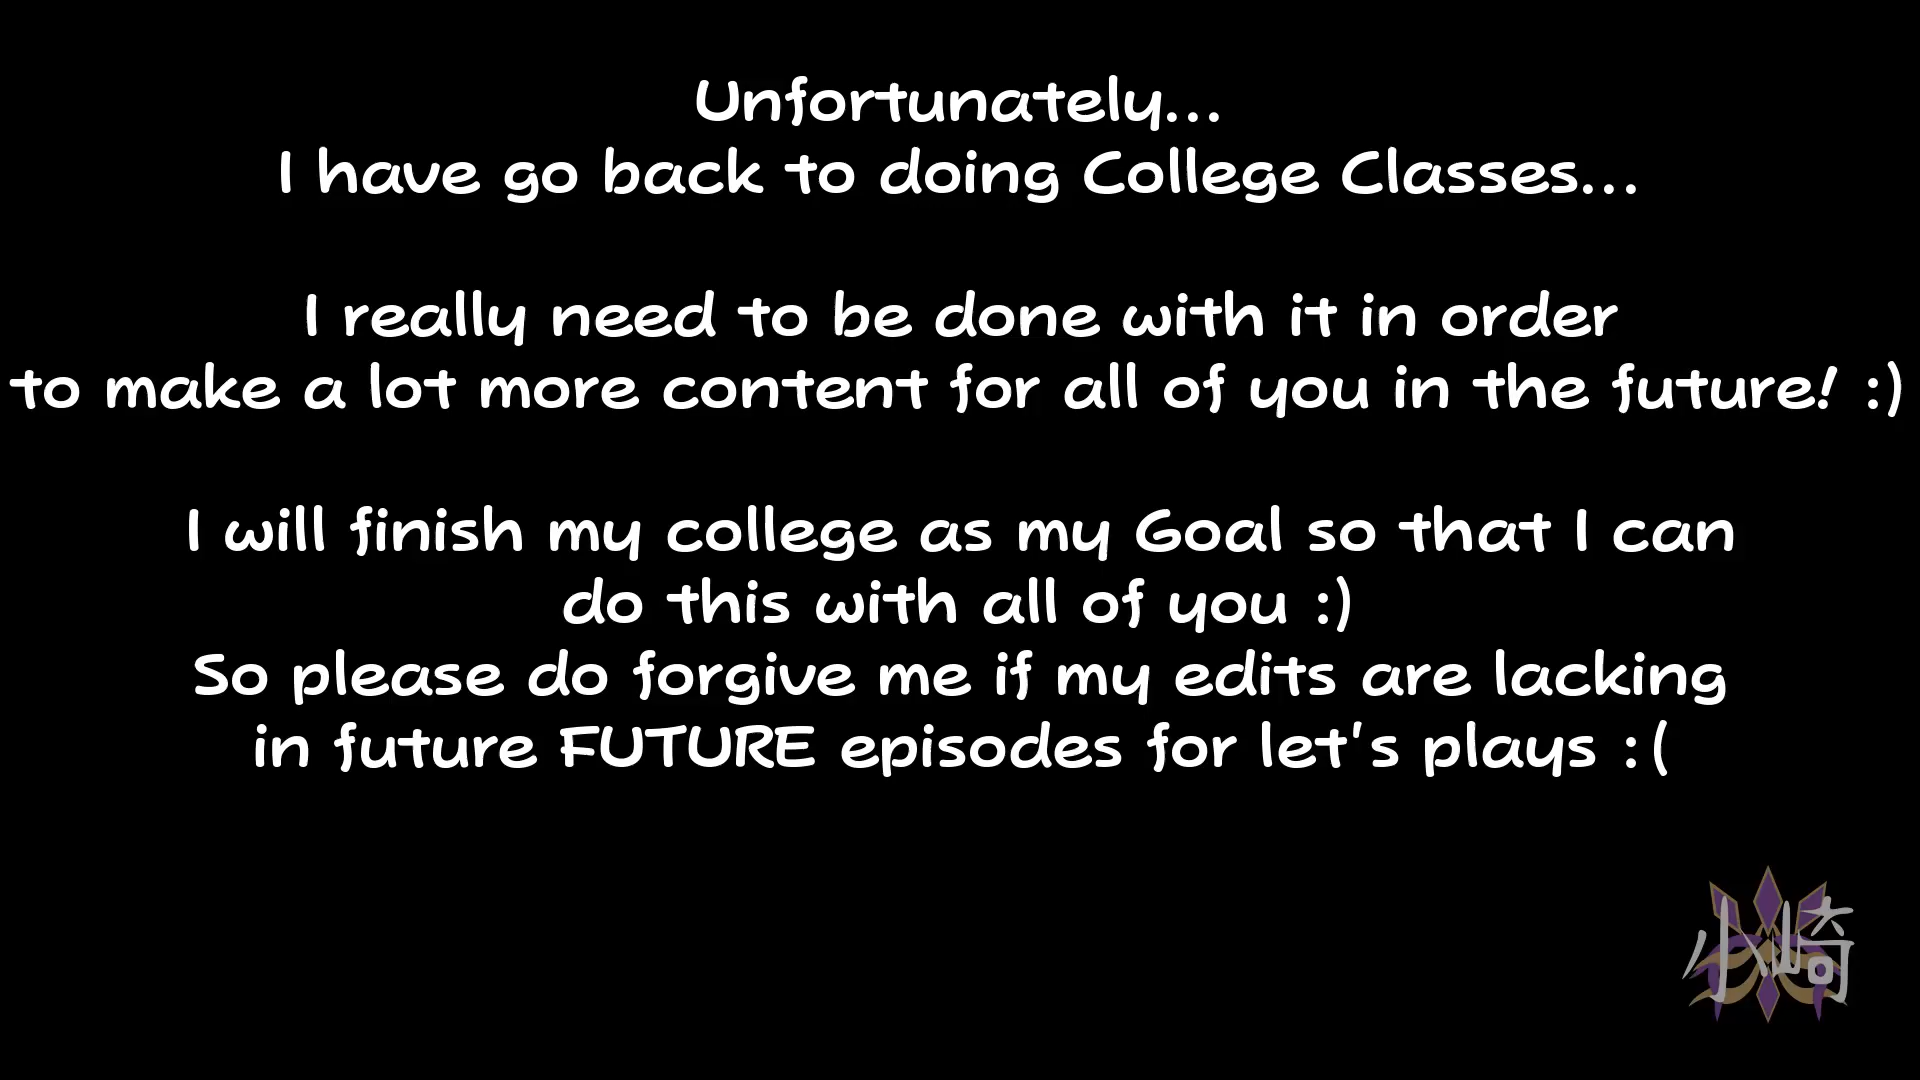 Unfortunately...
I have go back to doing College Classes...
I really need to be done with it in order
to make a lot more content for all of you in the future! :)
I will finish my college as my Goal so that I can
do this with all of you :)
So please do forgive me if my edits are lacking
in future FUTURE episodes for let's plays :(
小崎